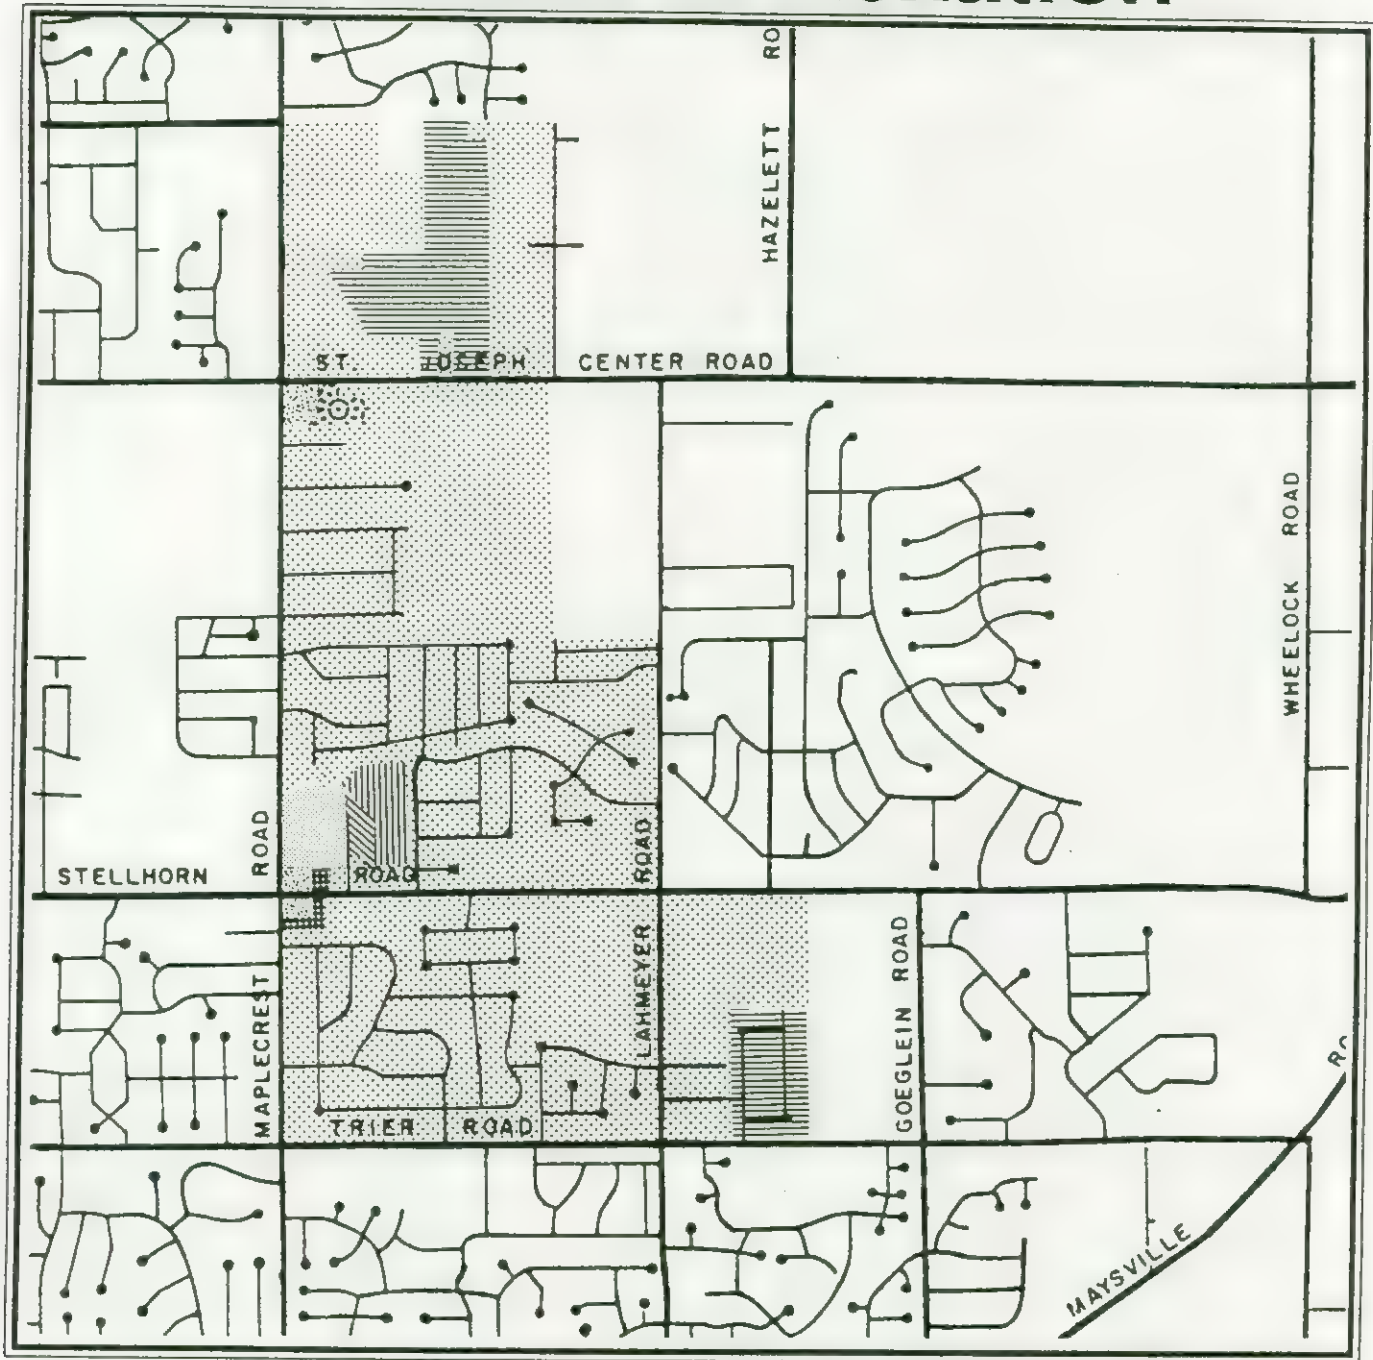 HAZELETT RO
ST. JOSEPH CENTER ROAD
WHEELOCK ROAD
STELLHORN ROAD
MAPLECREST ROAD
LAHMEYER ROAD
GOEGLEIN ROAD
TRIER ROAD
MAYSVILLE RO